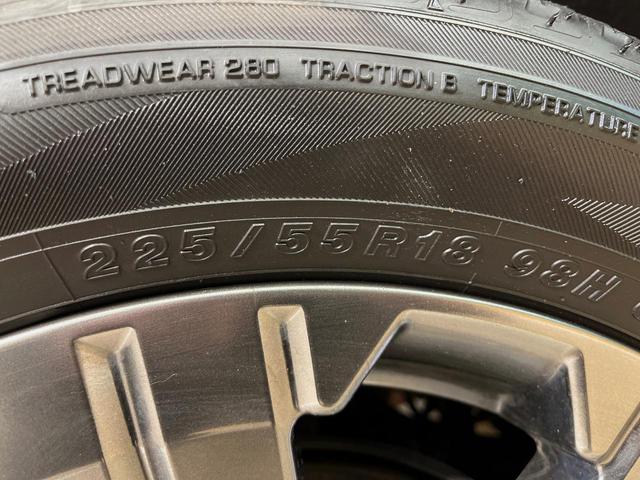 TREADWEAR 280 TRACTION B TEMPERATURE
225/55R18 98H